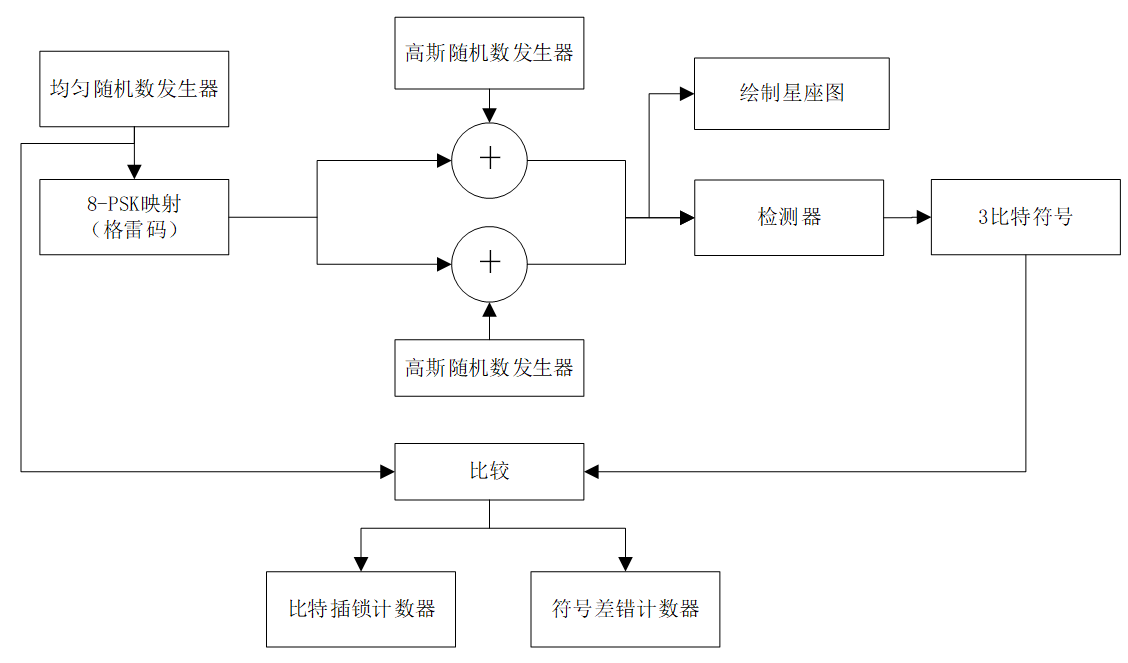 高斯随机数发生器
均匀随机数发生器
绘制星座图
+
8-PSK映射
（格雷码）
检测器
3比特符号
+
高斯随机数发生器
比较
比特插锁计数器
符号差错计数器